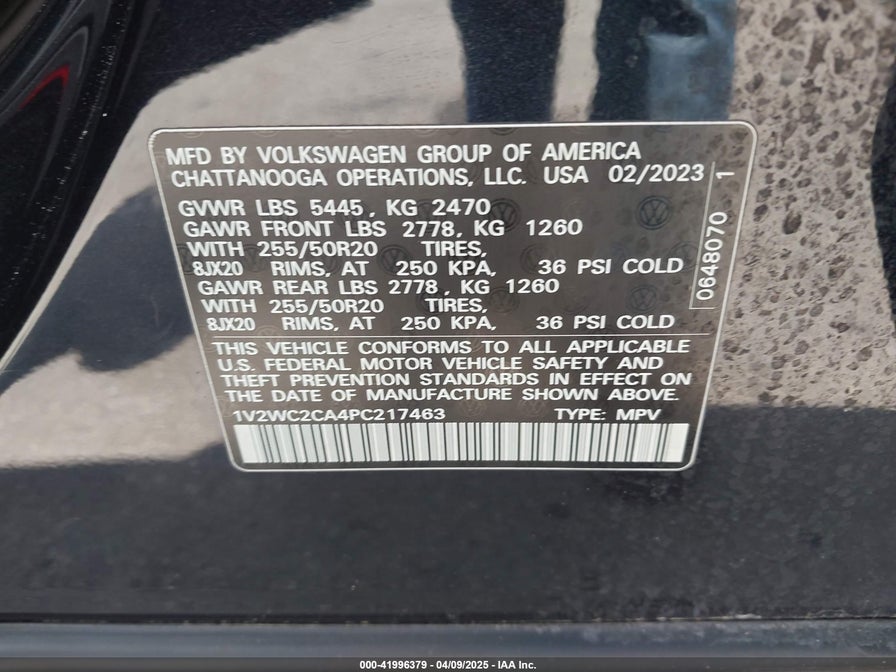 MFD BY VOLKSWAGEN GROUP OF AMERICA
CHATTANOOGA OPERATIONS, LLC. USA 02/2023
GVWR LBS 5445, KG 2470
GAWR FRONT LBS 2778, KG 1260
WITH 255/50R20 TIRES,
8JX20 RIMS, AT 250 KPA, 36 PSI COLD
GAWR REAR LBS 2778, KG 1260
WITH 255/50R20 TIRES,
8JX20 RIMS, AT 250 KPA, 36 PSI COLD
0648070 1
THIS VEHICLE CONFORMS TO ALL APPLICABLE
U.S. FEDERAL MOTOR VEHICLE SAFETY AND
THEFT PREVENTION STANDARDS IN EFFECT ON
THE DATE OF MANUFACTURE SHOWN ABOVE.
1V2WC2CA4PC217463 TYPE: MPV
000-41996379 - 04/09/2025 - IAA Inc.